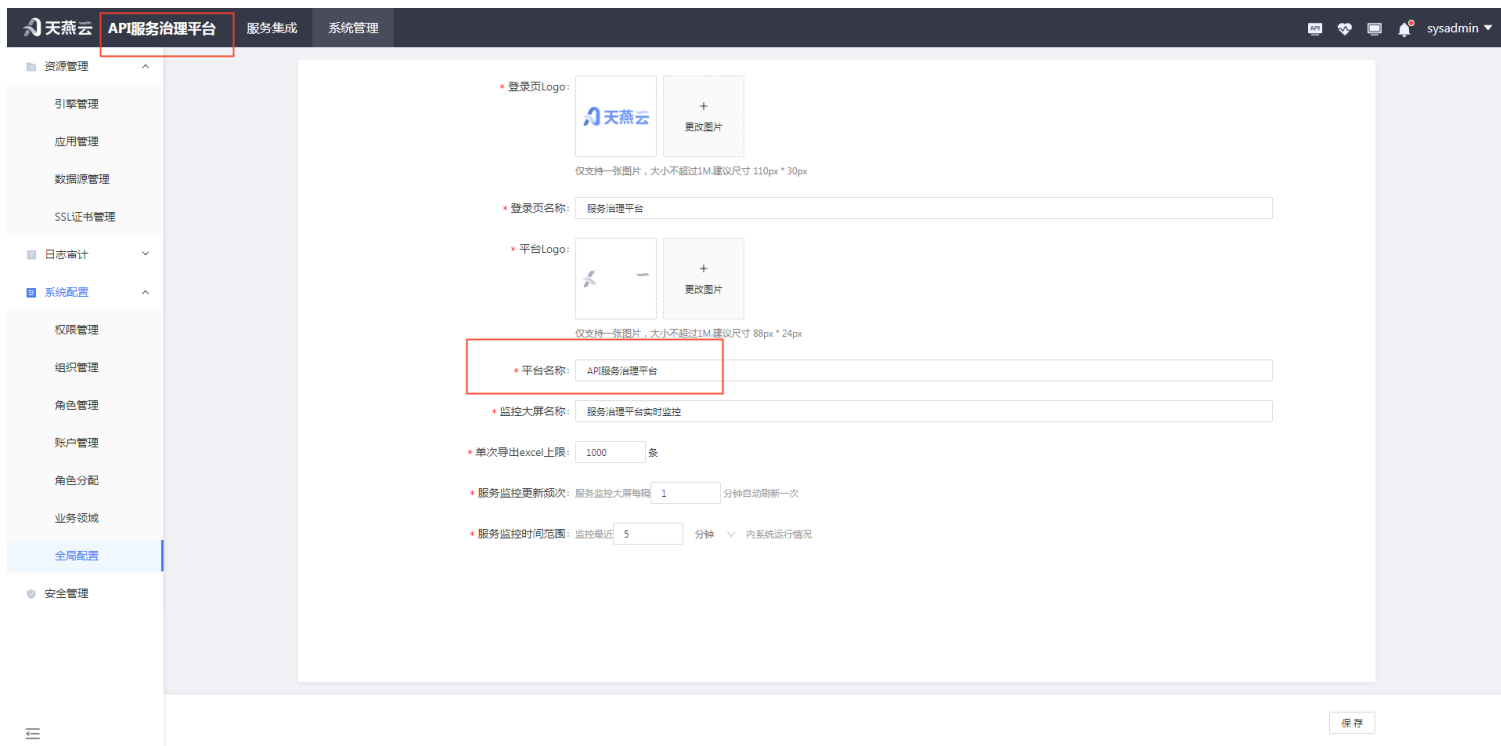 天燕云 API服务治理平台 服务集成 系统管理 API sysadmin
资源管理
引擎管理
应用管理
数据源管理
SSL证书管理
日志审计
系统配置
权限管理
组织管理
角色管理
账户管理
角色分配
业务领域
全局配置
安全管理
* 登录页Logo:
天燕云
+
更改图片
仅支持一张图片，大小不超过1M.建议尺寸 110px * 30px
* 登录页名称: 服务治理平台
* 平台Logo:
+
更改图片
仅支持一张图片，大小不超过1M.建议尺寸 88px * 24px
* 平台名称: API服务治理平台
* 监控大屏名称: 服务治理平台实时监控
* 单次导出excel上限: 1000 条
* 服务监控更新频次: 服务监控大屏每隔 1 分钟自动刷新一次
* 服务监控时间范围: 监控最近 5 分钟 内系统运行情况
保存